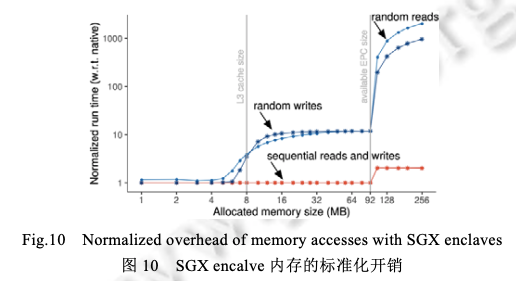 random reads
1000
100
10
1
Normalized run time (w.r.t. native)
L3 cache size
available EPC size
random writes
sequential reads and writes
1 2 4 8 16 32 64 92 128 256
Allocated memory size (MB)
Fig.10 Normalized overhead of memory accesses with SGX enclaves
图 10 SGX encalve 内存的标准化开销